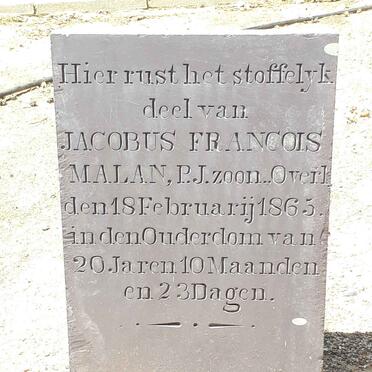 Hier rust het stoffelyk
deel van
JACOBUS FRANCOIS
MALAN, P.J.zoon.. Overl
den 18 Februarij 1865.
in den Ouderdom van
20 Jaren 10 Maanden
en 23 Dagen.